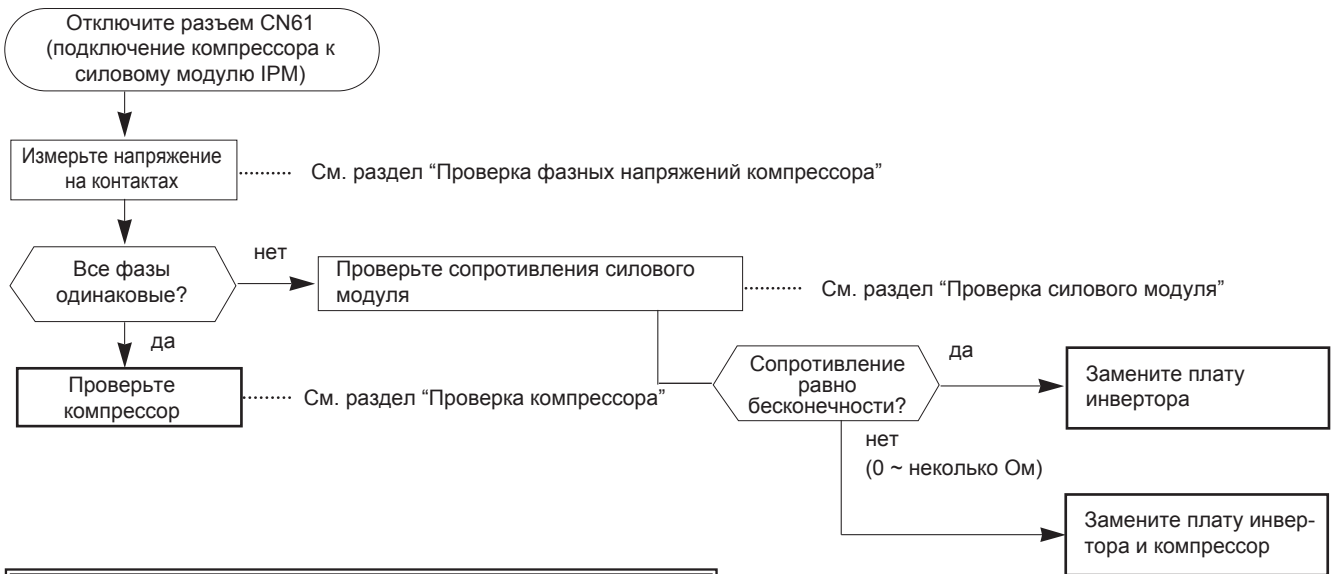 Отключите разъем CN61
(подключение компрессора к
силовому модулю IPM)
Измерьте напряжение
на контактах
См. раздел “Проверка фазных напряжений компрессора”
Все фазы
одинаковые?
нет
Проверьте сопротивления силового
модуля
См. раздел “Проверка силового модуля”
да
Проверьте
компрессор
См. раздел “Проверка компрессора”
Сопротивление
равно
бесконечности?
да
Замените плату
инвертора
нет
(0 ~ неколько Ом)
Замените плату инвер-
тора и компрессор